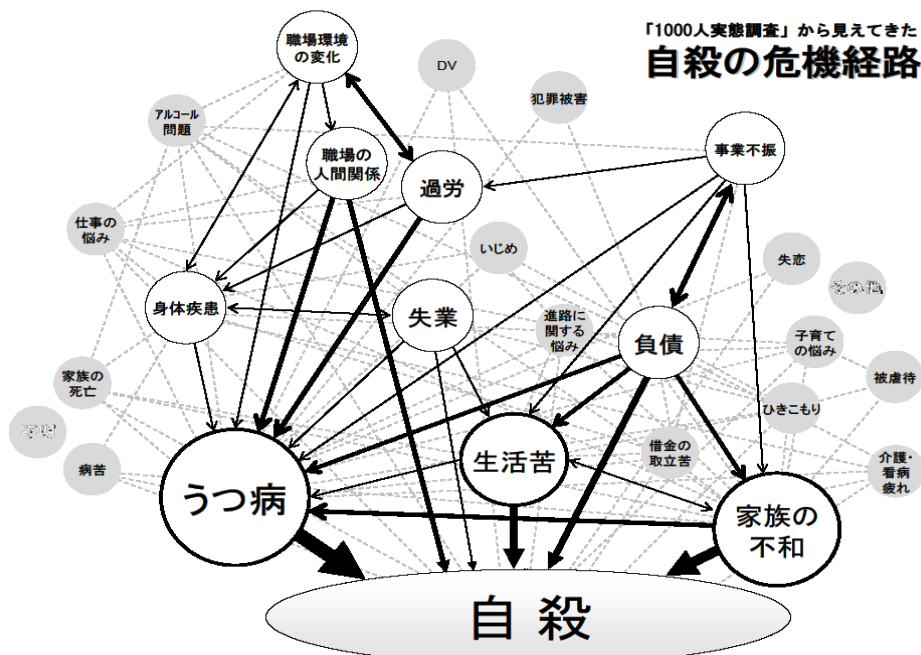 「1000人実態調査」から見えてきた
自殺の危機経路
職場環境
の変化
DV
犯罪被害
アルコール
問題
職場の
人間関係
過労
事業不振
仕事の
悩み
いじめ
失恋
その他
身体疾患
失業
進路に
関する
悩み
負債
子育て
の悩み
家族の
死亡
被虐待
ひきこもり
不明
病苦
うつ病
生活苦
借金の
取立苦
介護・
看病
疲れ
家族の
不和
自殺